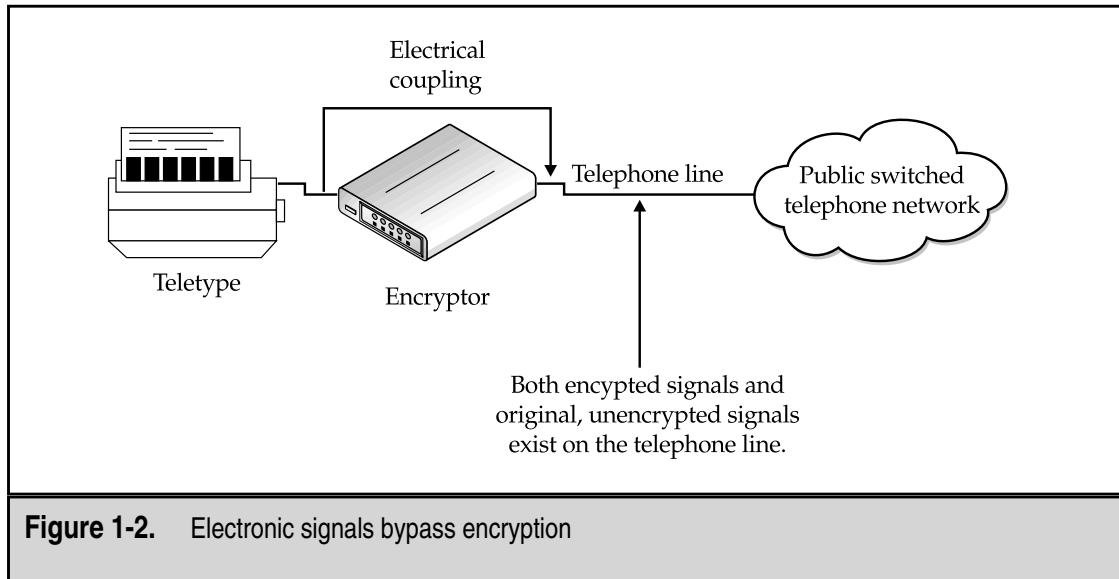 Electrical
coupling
Telephone line
Public switched
telephone network
Teletype
Encryptor
Both encypted signals and
original, unencrypted signals
exist on the telephone line.
Figure 1-2. Electronic signals bypass encryption